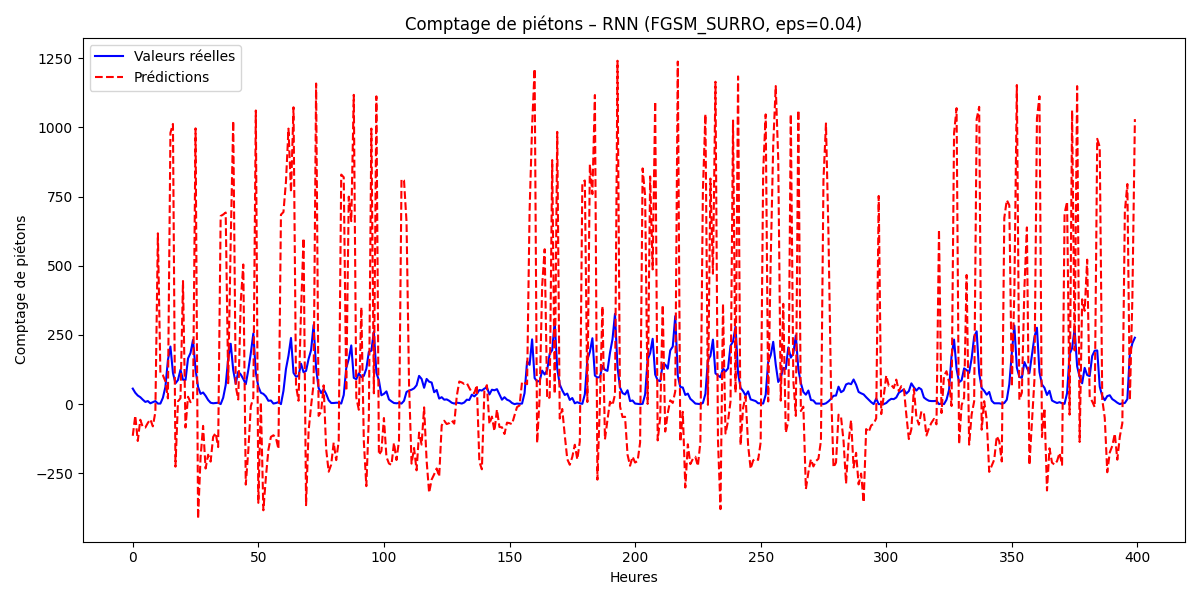 Comptage de piétons – RNN (FGSM_SURRO, eps=0.04)
Valeurs réelles
Prédictions
1250
1000
750
500
250
0
−250
Comptage de piétons
0 50 100 150 200 250 300 350 400
Heures